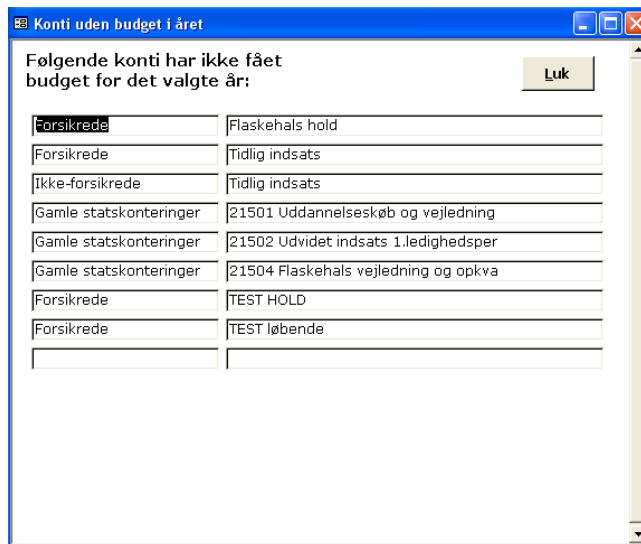 Konti uden budget i året
Følgende konti har ikke fået
budget for det valgte år:
Luk
Forsikrede Flaskehals hold
Forsikrede Tidlig indsats
Ikke-forsikrede Tidlig indsats
Gamle statskonteringer 21501 Uddannelseskøb og vejledning
Gamle statskonteringer 21502 Udvidet indsats 1.ledighedsper
Gamle statskonteringer 21504 Flaskehals vejledning og opkva
Forsikrede TEST HOLD
Forsikrede TEST løbende